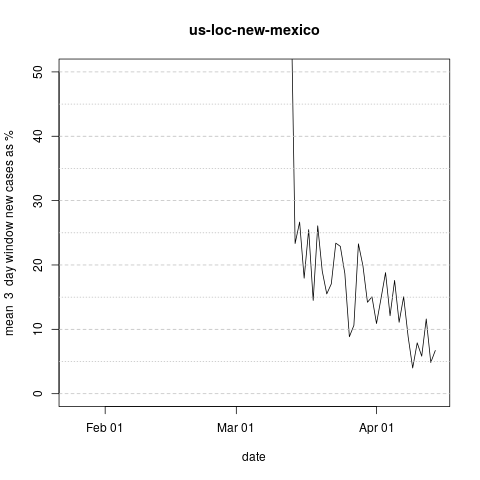 us-loc-new-mexico
mean 3 day window new cases as %
50
40
30
20
10
0
Feb 01
Mar 01
Apr 01
date